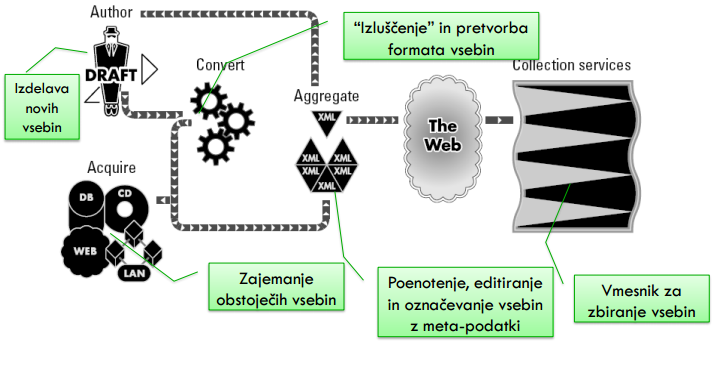 Author
DRAFT
Izdelava
novih
vsebin
Convert
“Izluščenje” in pretvorba
formata vsebin
Collection services
Aggregate
XML
XML XML
XML XML
XML
The
Web
Acquire
DB
CD
WEB
LAN
Zajemanje
obstoječih vsebin
Poenotenje, editiranje
in označevanje vsebin
z meta-podatki
Vmesnik za
zbiranje vsebin